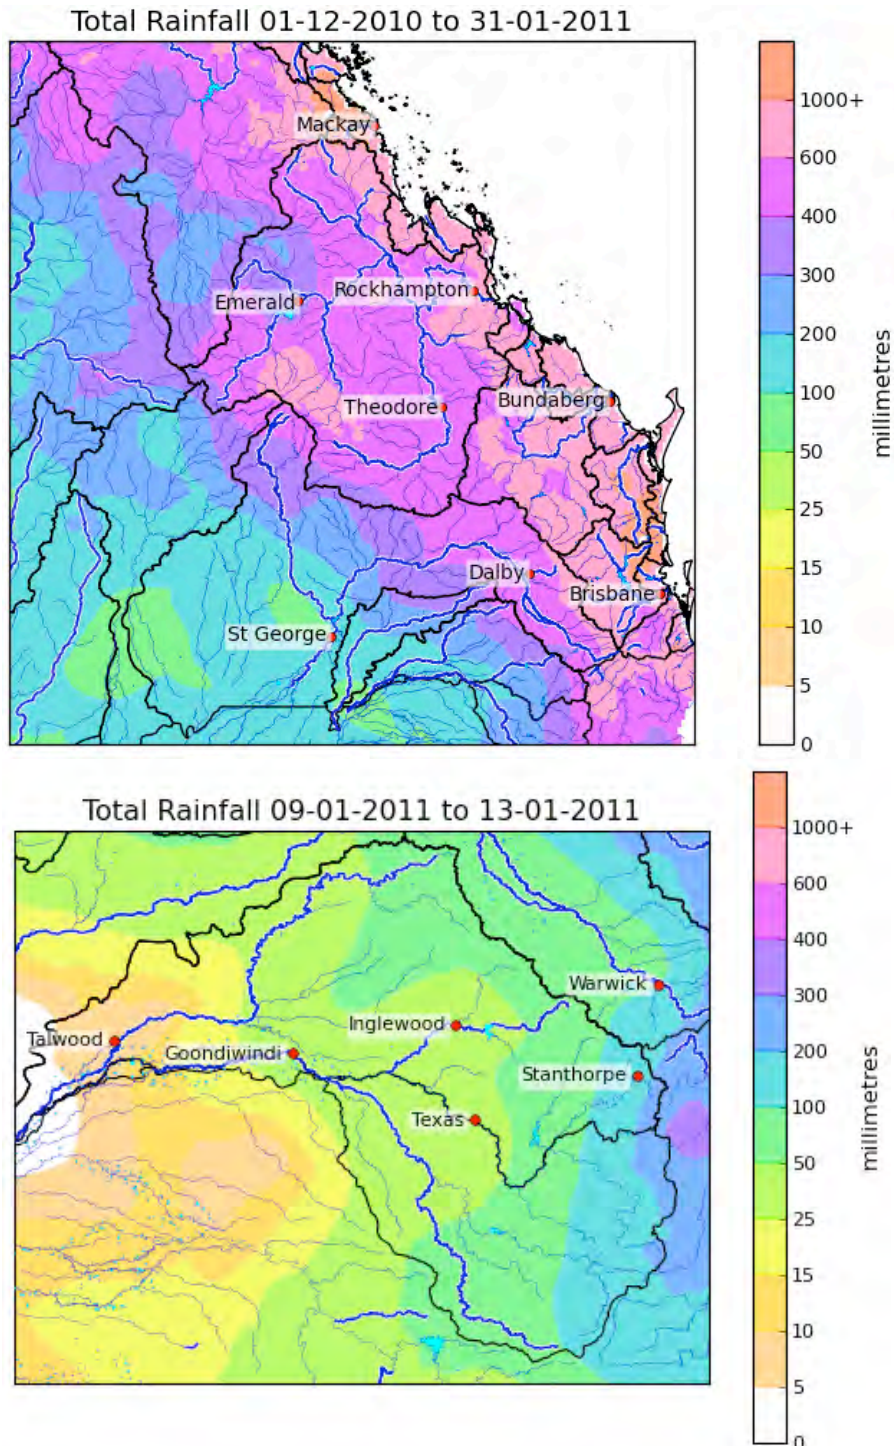 Total Rainfall 01-12-2010 to 31-01-2011
Mackay
Rockhampton
Emerald
Theodore
Bundaberg
Dalby
Brisbane
St George
1000+
600
400
300
200
100
50
25
15
10
5
0
millimetres
Total Rainfall 09-01-2011 to 13-01-2011
Warwick
Inglewood
Talwood
Goondiwindi
Stanthorpe
Texas
1000+
600
400
300
200
100
50
25
15
10
5
0
millimetres